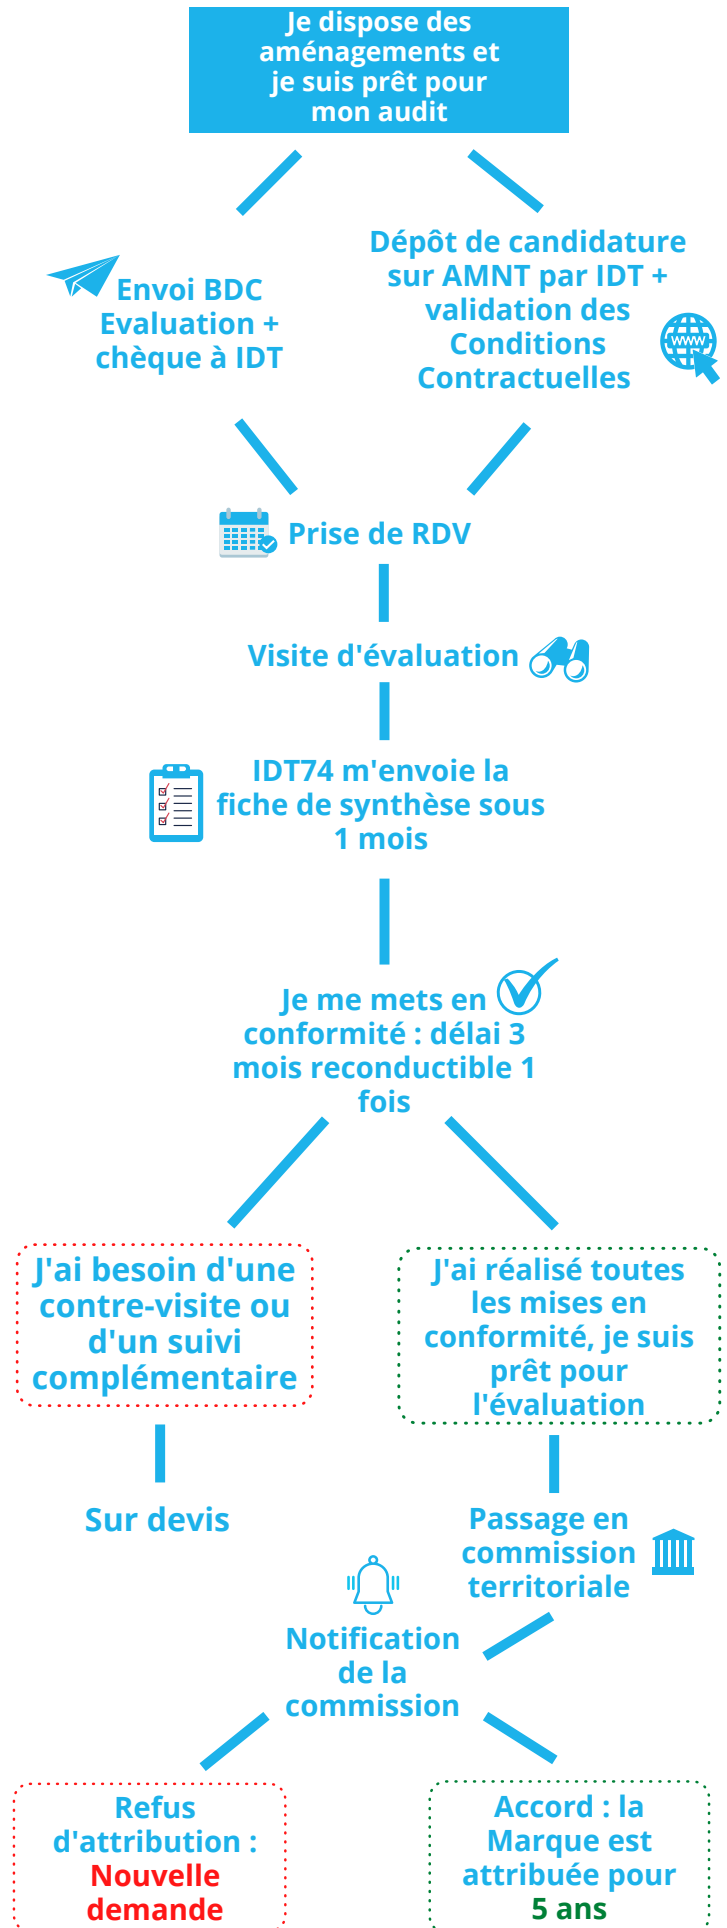 Je dispose des
aménagements et
je suis prêt pour
mon audit
Envoi BDC
Evaluation +
chèque à IDT
Dépôt de candidature
sur AMNT par IDT +
validation des
Conditions
Contractuelles
WWW
Prise de RDV
Visite d'évaluation
IDT74 m'envoie la
fiche de synthèse sous
1 mois
Je me mets en
conformité : délai 3
mois reconductible 1
fois
J'ai besoin d'une
contre-visite ou
d'un suivi
complémentaire
J'ai réalisé toutes
les mises en
conformité, je suis
prêt pour
l'évaluation
Sur devis
Passage en
commission
territoriale
Notification
de la
commission
Refus
d'attribution :
Nouvelle
demande
Accord : la
Marque est
attribuée pour
5 ans